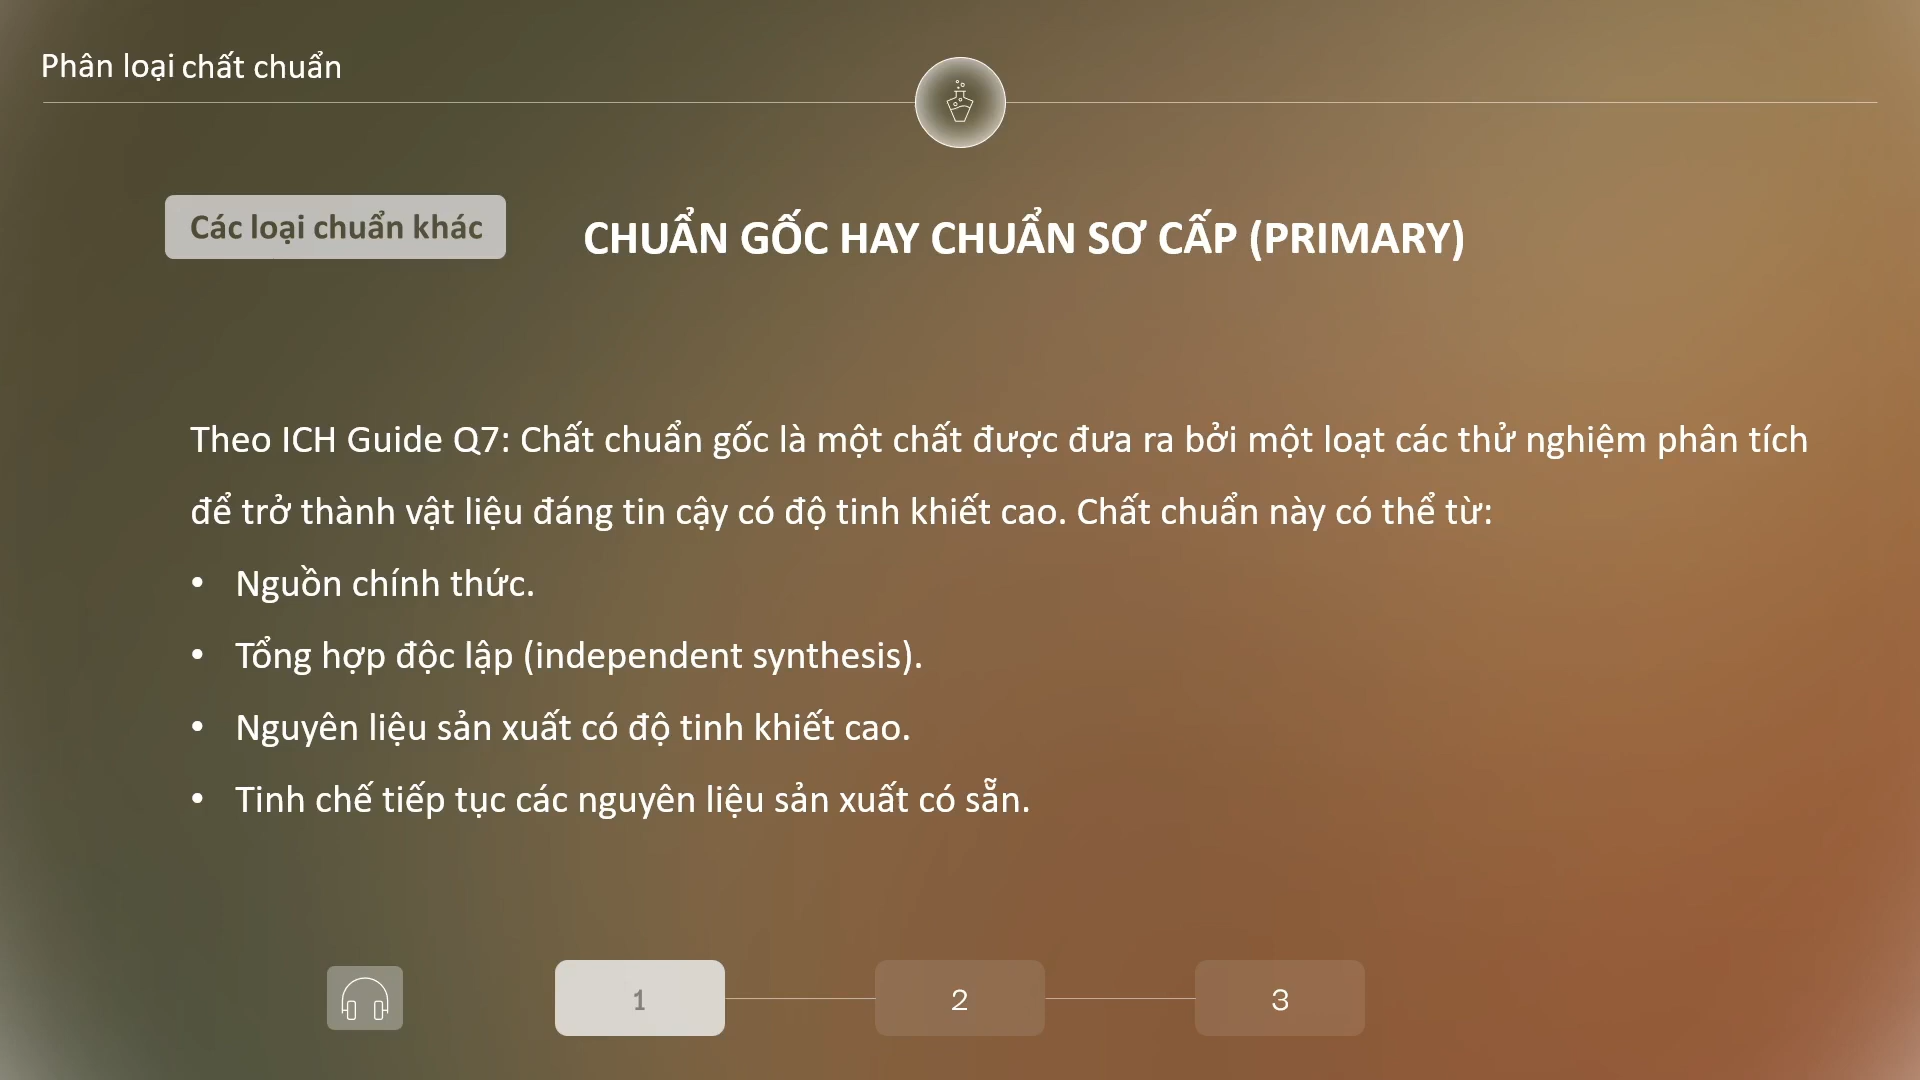 Phân loại chất chuẩn
Các loại chuẩn khác
CHUẨN GỐC HAY CHUẨN SƠ CẤP (PRIMARY)
Theo ICH Guide Q7: Chất chuẩn gốc là một chất được đưa ra bởi một loạt các thử nghiệm phân tích
để trở thành vật liệu đáng tin cậy có độ tinh khiết cao. Chất chuẩn này có thể từ:
• Nguồn chính thức.
• Tổng hợp độc lập (independent synthesis).
• Nguyên liệu sản xuất có độ tinh khiết cao.
• Tinh chế tiếp tục các nguyên liệu sản xuất có sẵn.
1
2
3